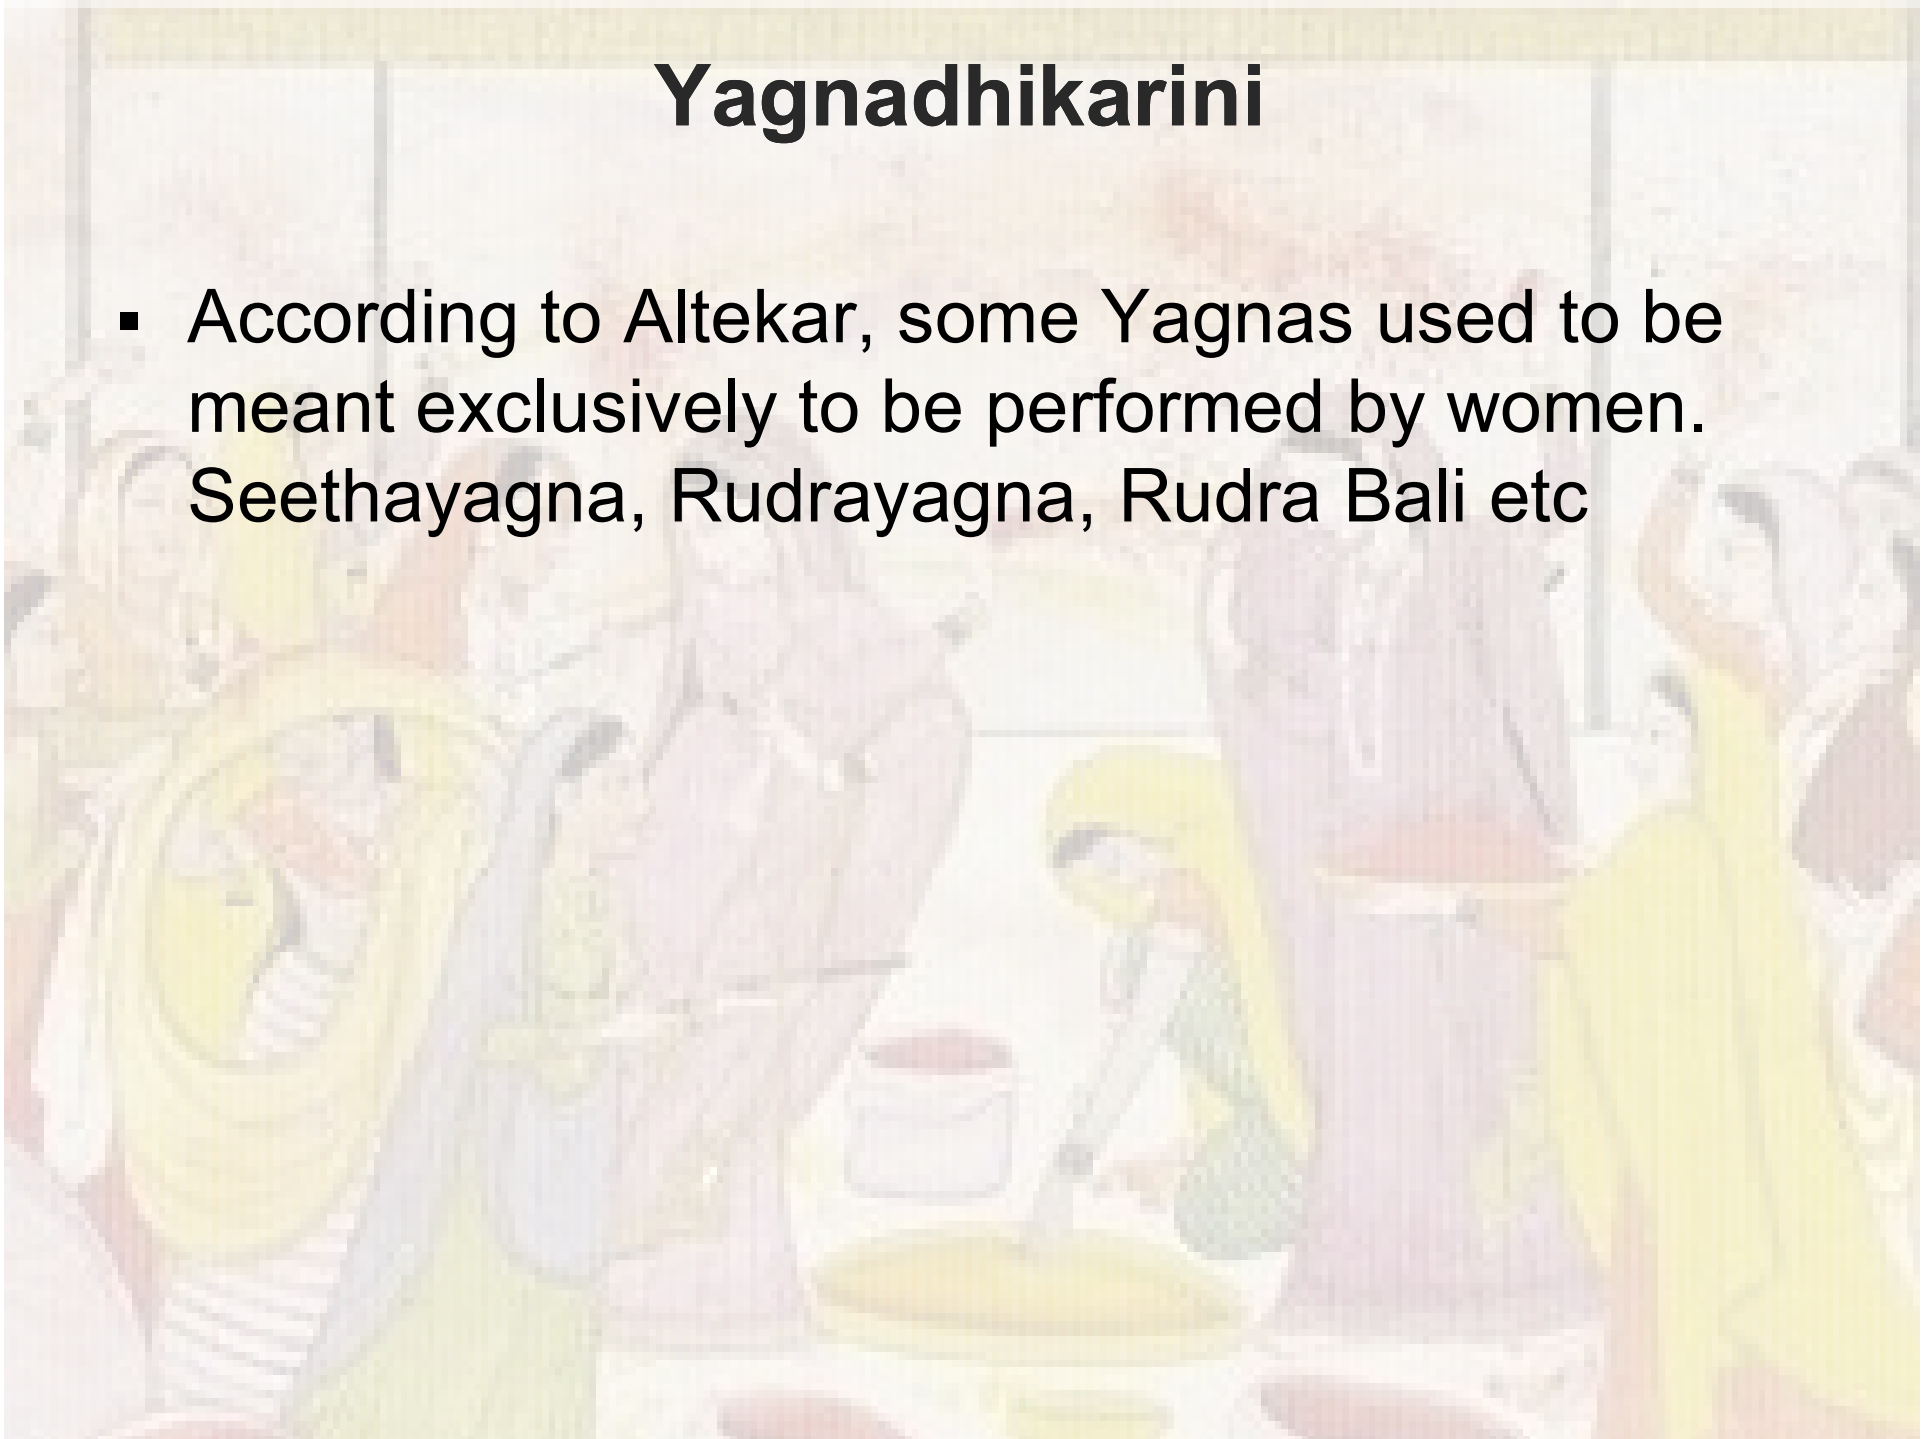 Yagnadhikarini
▪ According to Altekar, some Yagnas used to be
meant exclusively to be performed by women.
Seethayagna, Rudrayagna, Rudra Bali etc